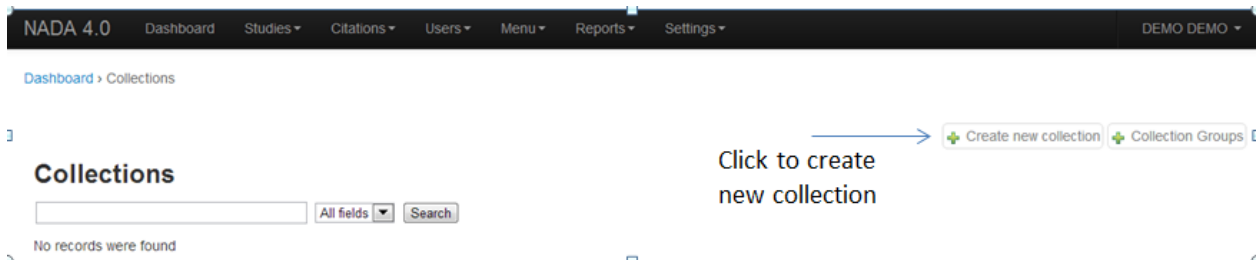 NADA 4.0 Dashboard Studies Citations Users Menu Reports Settings DEMO DEMO
Dashboard › Collections
Create new collection Collection Groups
Click to create
new collection
Collections
All fields Search
No records were found